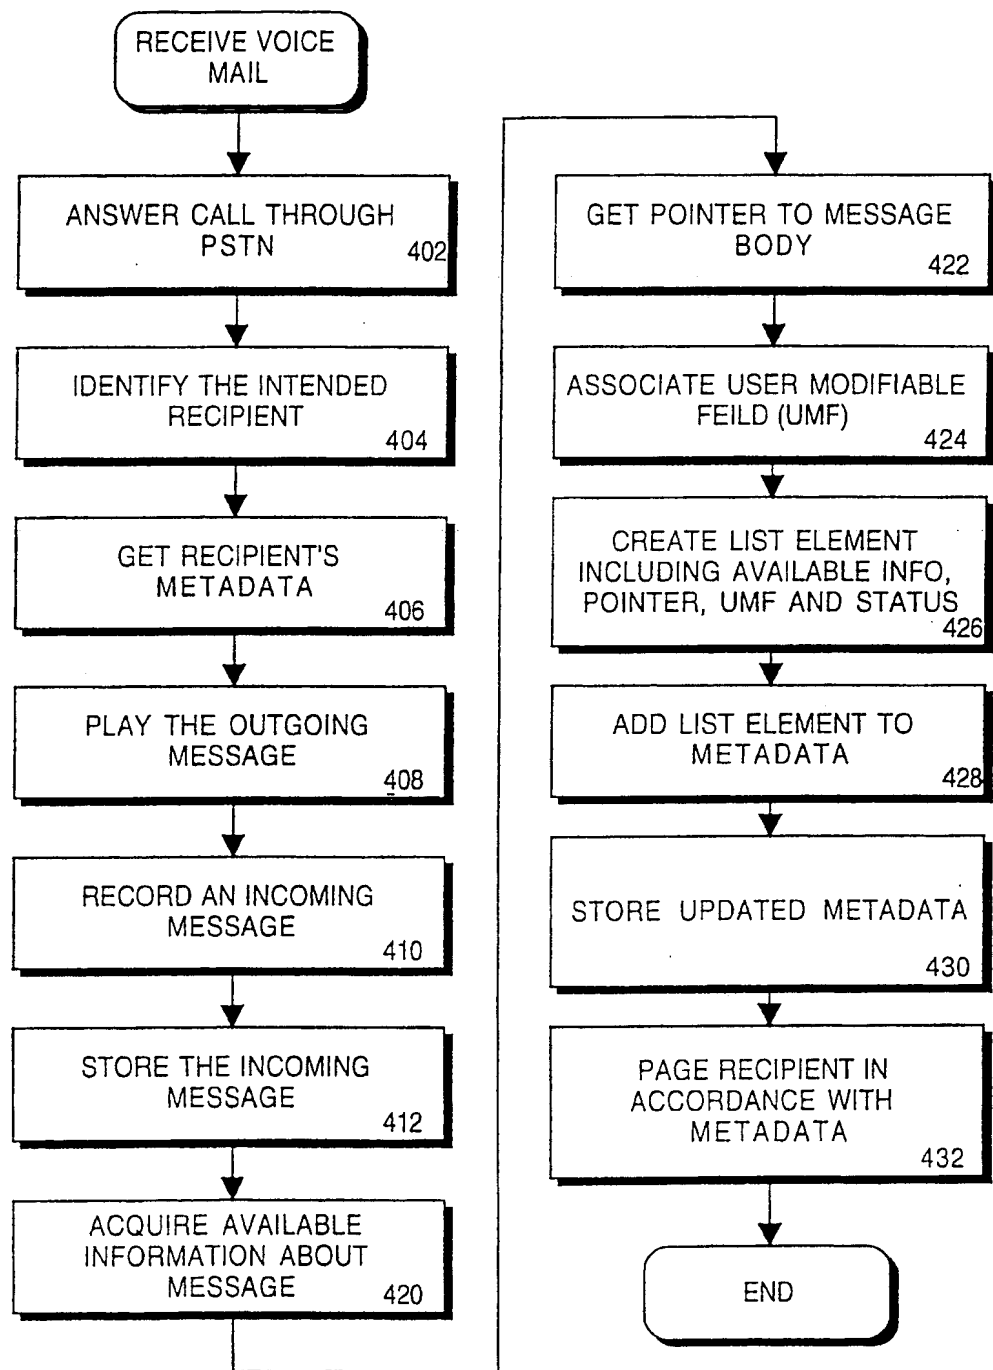 RECEIVE VOICE
MAIL
ANSWER CALL THROUGH
PSTN
402
IDENTIFY THE INTENDED
RECIPIENT
404
GET RECIPIENT'S
METADATA
406
PLAY THE OUTGOING
MESSAGE
408
RECORD AN INCOMING
MESSAGE
410
STORE THE INCOMING
MESSAGE
412
ACQUIRE AVAILABLE
INFORMATION ABOUT
MESSAGE
420
GET POINTER TO MESSAGE
BODY
422
ASSOCIATE USER MODIFIABLE
FEILD (UMF)
424
CREATE LIST ELEMENT
INCLUDING AVAILABLE INFO,
POINTER, UMF AND STATUS
426
ADD LIST ELEMENT TO
METADATA
428
STORE UPDATED METADATA
430
PAGE RECIPIENT IN
ACCORDANCE WITH
METADATA
432
END